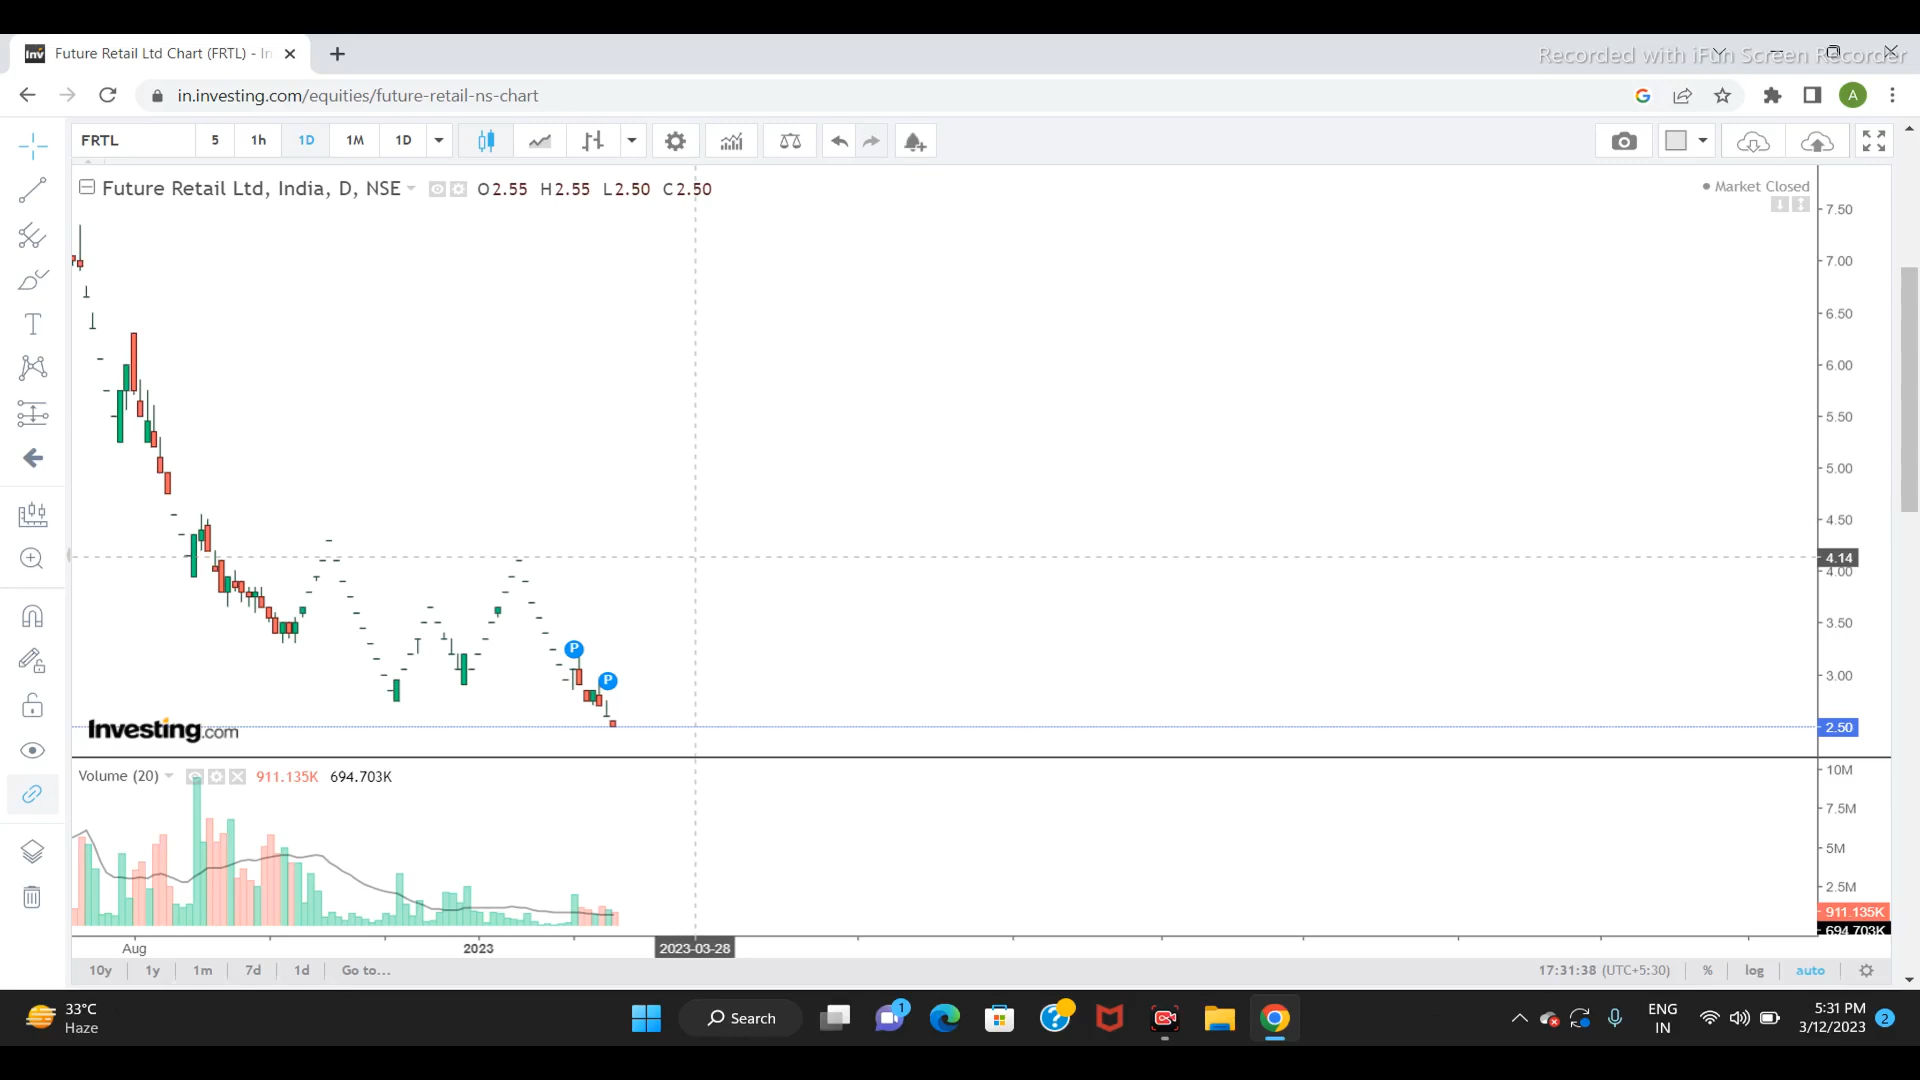 Future Retail Ltd Chart (FRTL) - In
Recorded with iFun Screen Recorder
in.investing.com/equities/future-retail-ns-chart
A
FRTL 5 1h 1D 1M 1D
Future Retail Ltd, India, D, NSE O2.55 H2.55 L2.50 C2.50
Market Closed
7.50
7.00
6.50
6.00
5.50
5.00
4.50
4.14
4.00
3.50
3.00
2.50
P
P
Investing.com
Volume (20) 911.135K 694.703K
10M
7.5M
5M
2.5M
911.135K
694.703K
Aug 2023 2023-03-28
10y 1y 1m 7d 1d Go to... 17:31:38 (UTC+5:30) % log auto
33°C
Haze
Search
1
ENG
IN
5:31 PM
3/12/2023
2